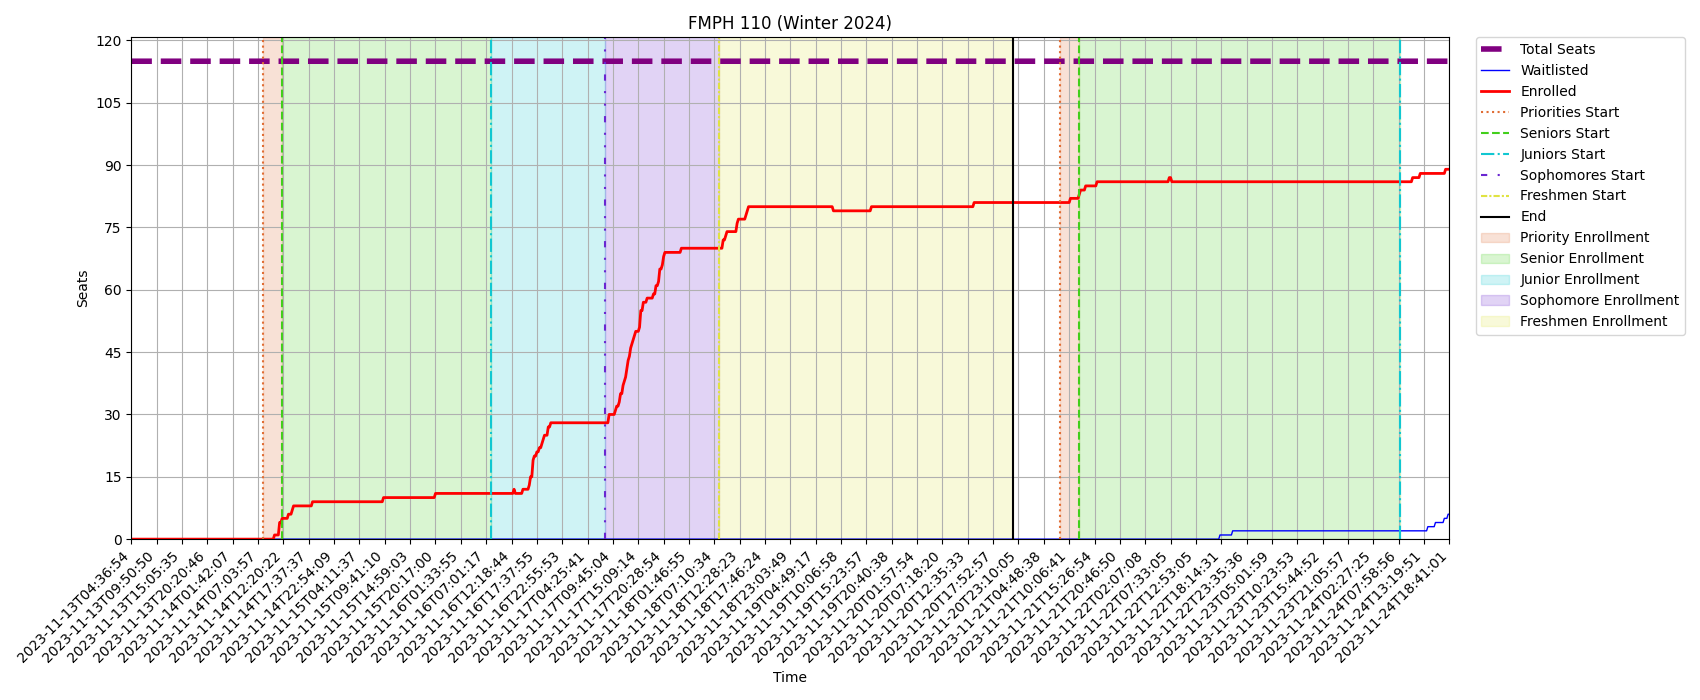 FMPH 110 (Winter 2024)
120
105
90
75
60
45
30
15
0
Seats
2023-11-13T04:36:54
2023-11-13T09:50:50
2023-11-13T15:05:35
2023-11-13T20:20:46
2023-11-14T01:42:07
2023-11-14T07:03:57
2023-11-14T12:20:22
2023-11-14T17:37:37
2023-11-14T22:54:09
2023-11-15T04:11:37
2023-11-15T09:41:10
2023-11-15T14:59:03
2023-11-15T20:17:00
2023-11-16T01:33:55
2023-11-16T07:01:17
2023-11-16T12:18:44
2023-11-16T17:37:55
2023-11-16T22:55:53
2023-11-17T04:25:41
2023-11-17T09:45:04
2023-11-17T15:09:14
2023-11-17T20:28:54
2023-11-18T01:46:55
2023-11-18T07:10:34
2023-11-18T12:28:23
2023-11-18T17:46:24
2023-11-18T23:03:49
2023-11-19T04:49:17
2023-11-19T10:06:58
2023-11-19T15:23:57
2023-11-19T20:40:38
2023-11-20T01:57:54
2023-11-20T07:18:20
2023-11-20T12:35:33
2023-11-20T17:52:57
2023-11-20T23:10:05
2023-11-21T04:48:38
2023-11-21T10:06:41
2023-11-21T15:26:54
2023-11-21T20:46:50
2023-11-22T02:07:08
2023-11-22T07:33:05
2023-11-22T12:53:05
2023-11-22T18:14:31
2023-11-22T23:35:36
2023-11-23T05:01:59
2023-11-23T10:23:53
2023-11-23T15:44:52
2023-11-23T21:05:57
2023-11-24T02:27:25
2023-11-24T07:58:56
2023-11-24T13:19:51
2023-11-24T18:41:01
Time
Total Seats
Waitlisted
Enrolled
Priorities Start
Seniors Start
Juniors Start
Sophomores Start
Freshmen Start
End
Priority Enrollment
Senior Enrollment
Junior Enrollment
Sophomore Enrollment
Freshmen Enrollment